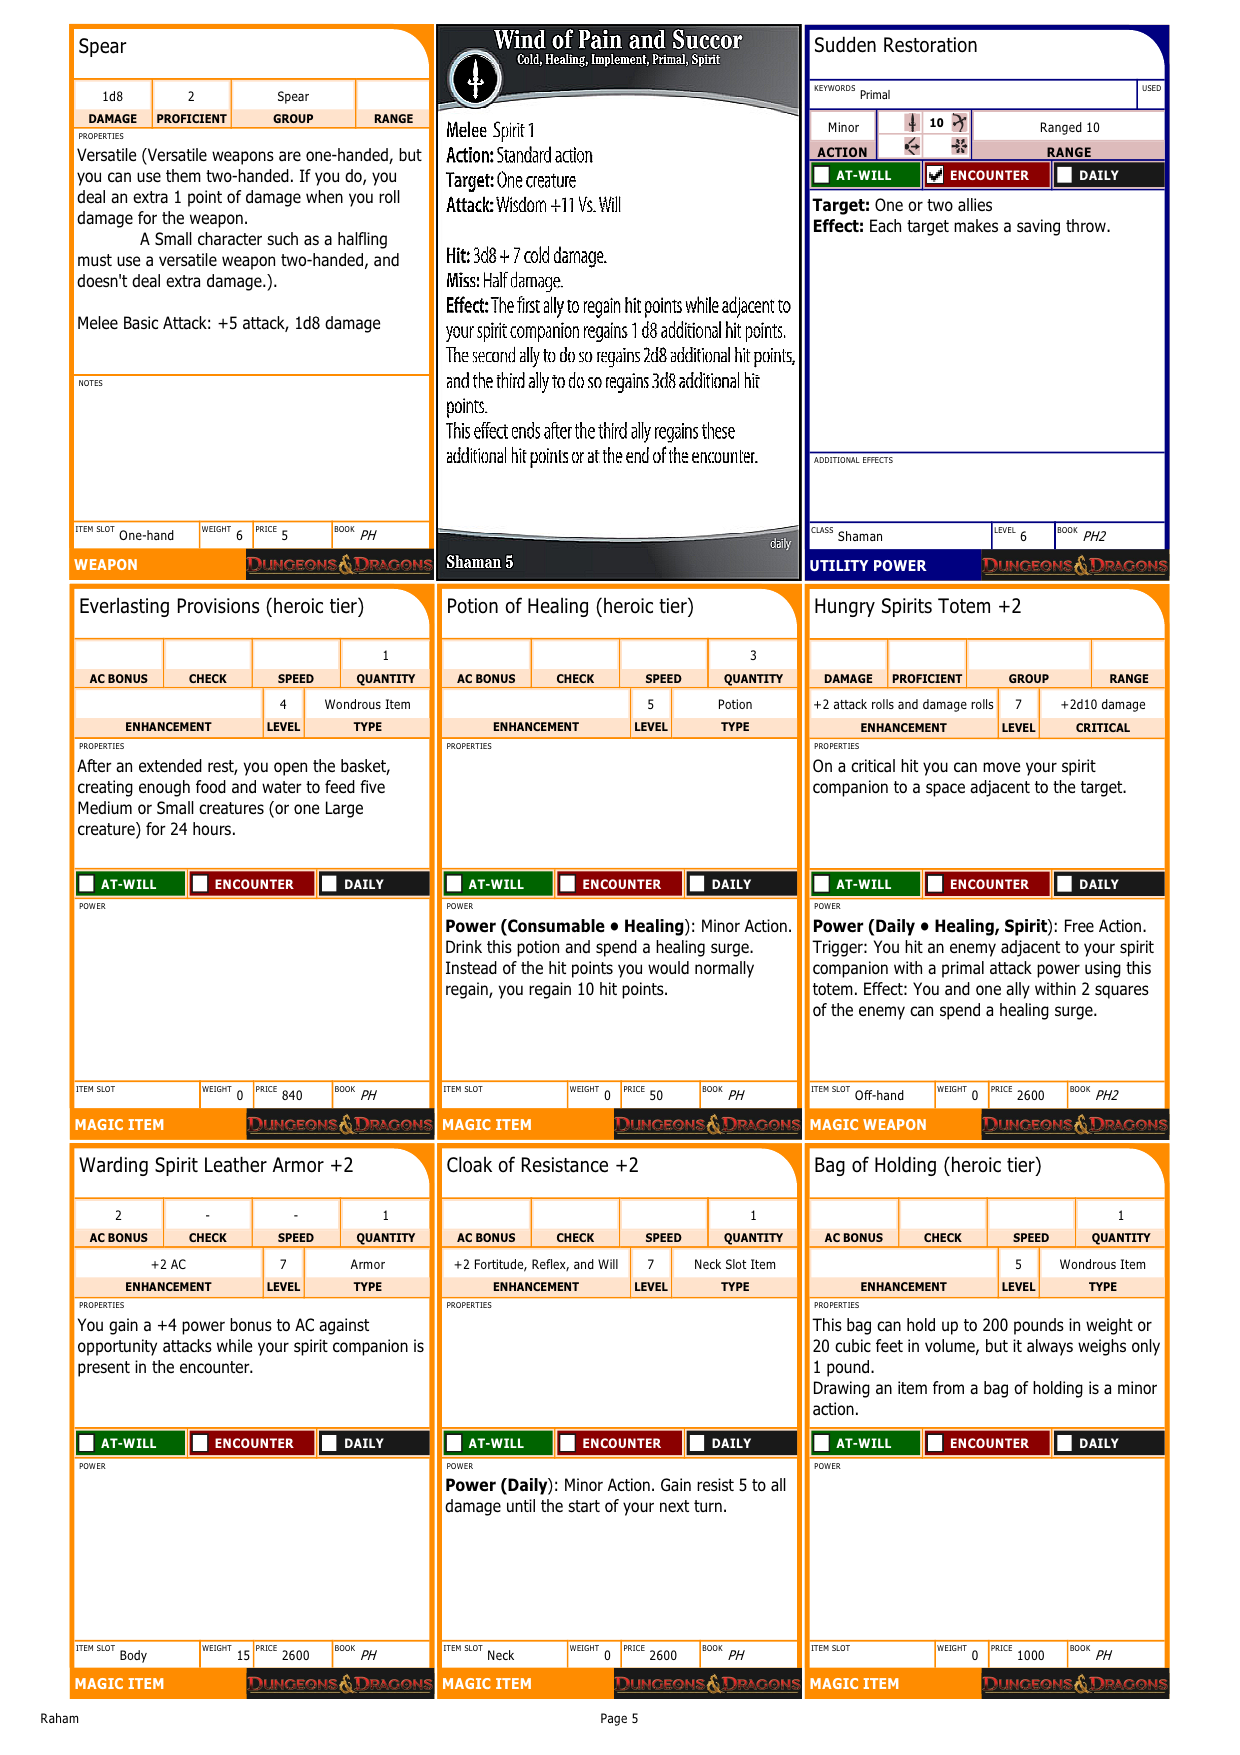 Spear
1d8 2 Spear
DAMAGE PROFICIENT GROUP RANGE
PROPERTIES
Versatile (Versatile weapons are one-handed, but
you can use them two-handed. If you do, you
deal an extra 1 point of damage when you roll
damage for the weapon.
A Small character such as a halfling
must use a versatile weapon two-handed, and
doesn't deal extra damage.).
Melee Basic Attack: +5 attack, 1d8 damage
NOTES
ITEM SLOT One-hand WEIGHT 6 PRICE 5 BOOK PH
WEAPON DUNGEONS & DRAGONS
Wind of Pain and Succor
Cold, Healing, Implement, Primal, Spirit
Melee Spirit 1
Action: Standard action
Target: One creature
Attack: Wisdom +11 Vs. Will
Hit: 3d8 + 7 cold damage.
Miss: Half damage.
Effect: The first ally to regain hit points while adjacent to
your spirit companion regains 1 d8 additional hit points.
The second ally to do so regains 2d8 additional hit points,
and the third ally to do so regains 3d8 additional hit
points.
This effect ends after the third ally regains these
additional hit points or at the end of the encounter.
daily
Shaman 5
Sudden Restoration
KEYWORDS Primal USED
Minor 10 Ranged 10
ACTION RANGE
AT-WILL ENCOUNTER DAILY
Target: One or two allies
Effect: Each target makes a saving throw.
ADDITIONAL EFFECTS
CLASS Shaman LEVEL 6 BOOK PH2
UTILITY POWER DUNGEONS & DRAGONS
Everlasting Provisions (heroic tier)
1
AC BONUS CHECK SPEED QUANTITY
4 Wondrous Item
ENHANCEMENT LEVEL TYPE
PROPERTIES
After an extended rest, you open the basket,
creating enough food and water to feed five
Medium or Small creatures (or one Large
creature) for 24 hours.
AT-WILL ENCOUNTER DAILY
POWER
ITEM SLOT WEIGHT 0 PRICE 840 BOOK PH
MAGIC ITEM DUNGEONS & DRAGONS
Potion of Healing (heroic tier)
3
AC BONUS CHECK SPEED QUANTITY
5 Potion
ENHANCEMENT LEVEL TYPE
PROPERTIES
AT-WILL ENCOUNTER DAILY
POWER
Power (Consumable • Healing): Minor Action.
Drink this potion and spend a healing surge.
Instead of the hit points you would normally
regain, you regain 10 hit points.
ITEM SLOT WEIGHT 0 PRICE 50 BOOK PH
MAGIC ITEM DUNGEONS & DRAGONS
Hungry Spirits Totem +2
DAMAGE PROFICIENT GROUP RANGE
+2 attack rolls and damage rolls 7 +2d10 damage
ENHANCEMENT LEVEL CRITICAL
PROPERTIES
On a critical hit you can move your spirit
companion to a space adjacent to the target.
AT-WILL ENCOUNTER DAILY
POWER
Power (Daily • Healing, Spirit): Free Action.
Trigger: You hit an enemy adjacent to your spirit
companion with a primal attack power using this
totem. Effect: You and one ally within 2 squares
of the enemy can spend a healing surge.
ITEM SLOT Off-hand WEIGHT 0 PRICE 2600 BOOK PH2
MAGIC WEAPON DUNGEONS & DRAGONS
Warding Spirit Leather Armor +2
2 - - 1
AC BONUS CHECK SPEED QUANTITY
+2 AC 7 Armor
ENHANCEMENT LEVEL TYPE
PROPERTIES
You gain a +4 power bonus to AC against
opportunity attacks while your spirit companion is
present in the encounter.
AT-WILL ENCOUNTER DAILY
POWER
ITEM SLOT Body WEIGHT 15 PRICE 2600 BOOK PH
MAGIC ITEM DUNGEONS & DRAGONS
Cloak of Resistance +2
1
AC BONUS CHECK SPEED QUANTITY
+2 Fortitude, Reflex, and Will 7 Neck Slot Item
ENHANCEMENT LEVEL TYPE
PROPERTIES
AT-WILL ENCOUNTER DAILY
POWER
Power (Daily): Minor Action. Gain resist 5 to all
damage until the start of your next turn.
ITEM SLOT Neck WEIGHT 0 PRICE 2600 BOOK PH
MAGIC ITEM DUNGEONS & DRAGONS
Bag of Holding (heroic tier)
1
AC BONUS CHECK SPEED QUANTITY
5 Wondrous Item
ENHANCEMENT LEVEL TYPE
PROPERTIES
This bag can hold up to 200 pounds in weight or
20 cubic feet in volume, but it always weighs only
1 pound.
Drawing an item from a bag of holding is a minor
action.
AT-WILL ENCOUNTER DAILY
POWER
ITEM SLOT WEIGHT 0 PRICE 1000 BOOK PH
MAGIC ITEM DUNGEONS & DRAGONS
Raham Page 5